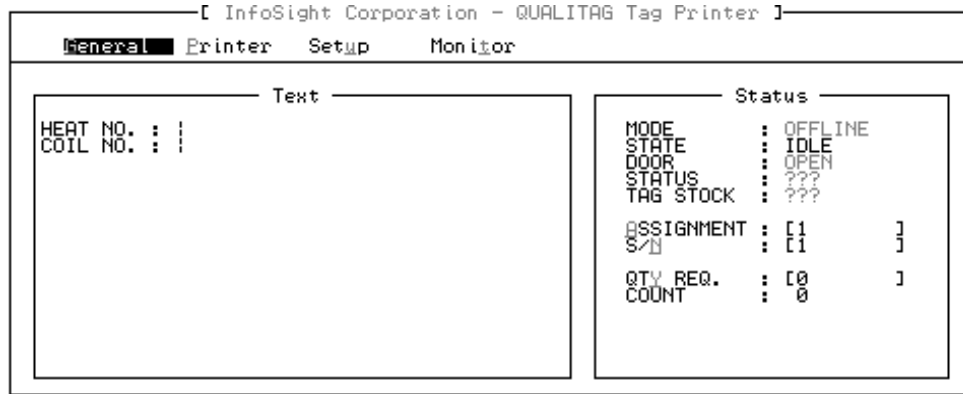 [ InfoSight Corporation - QUALITAG Tag Printer ]
General Printer Setup Monitor
Text
HEAT NO. :
COIL NO. :
Status
MODE : OFFLINE
STATE : IDLE
DOOR : OPEN
STATUS : ???
TAG STOCK : ???
ASSIGNMENT : [1 ]
S/N : [1 ]
QTY REQ. : [0 ]
COUNT : 0